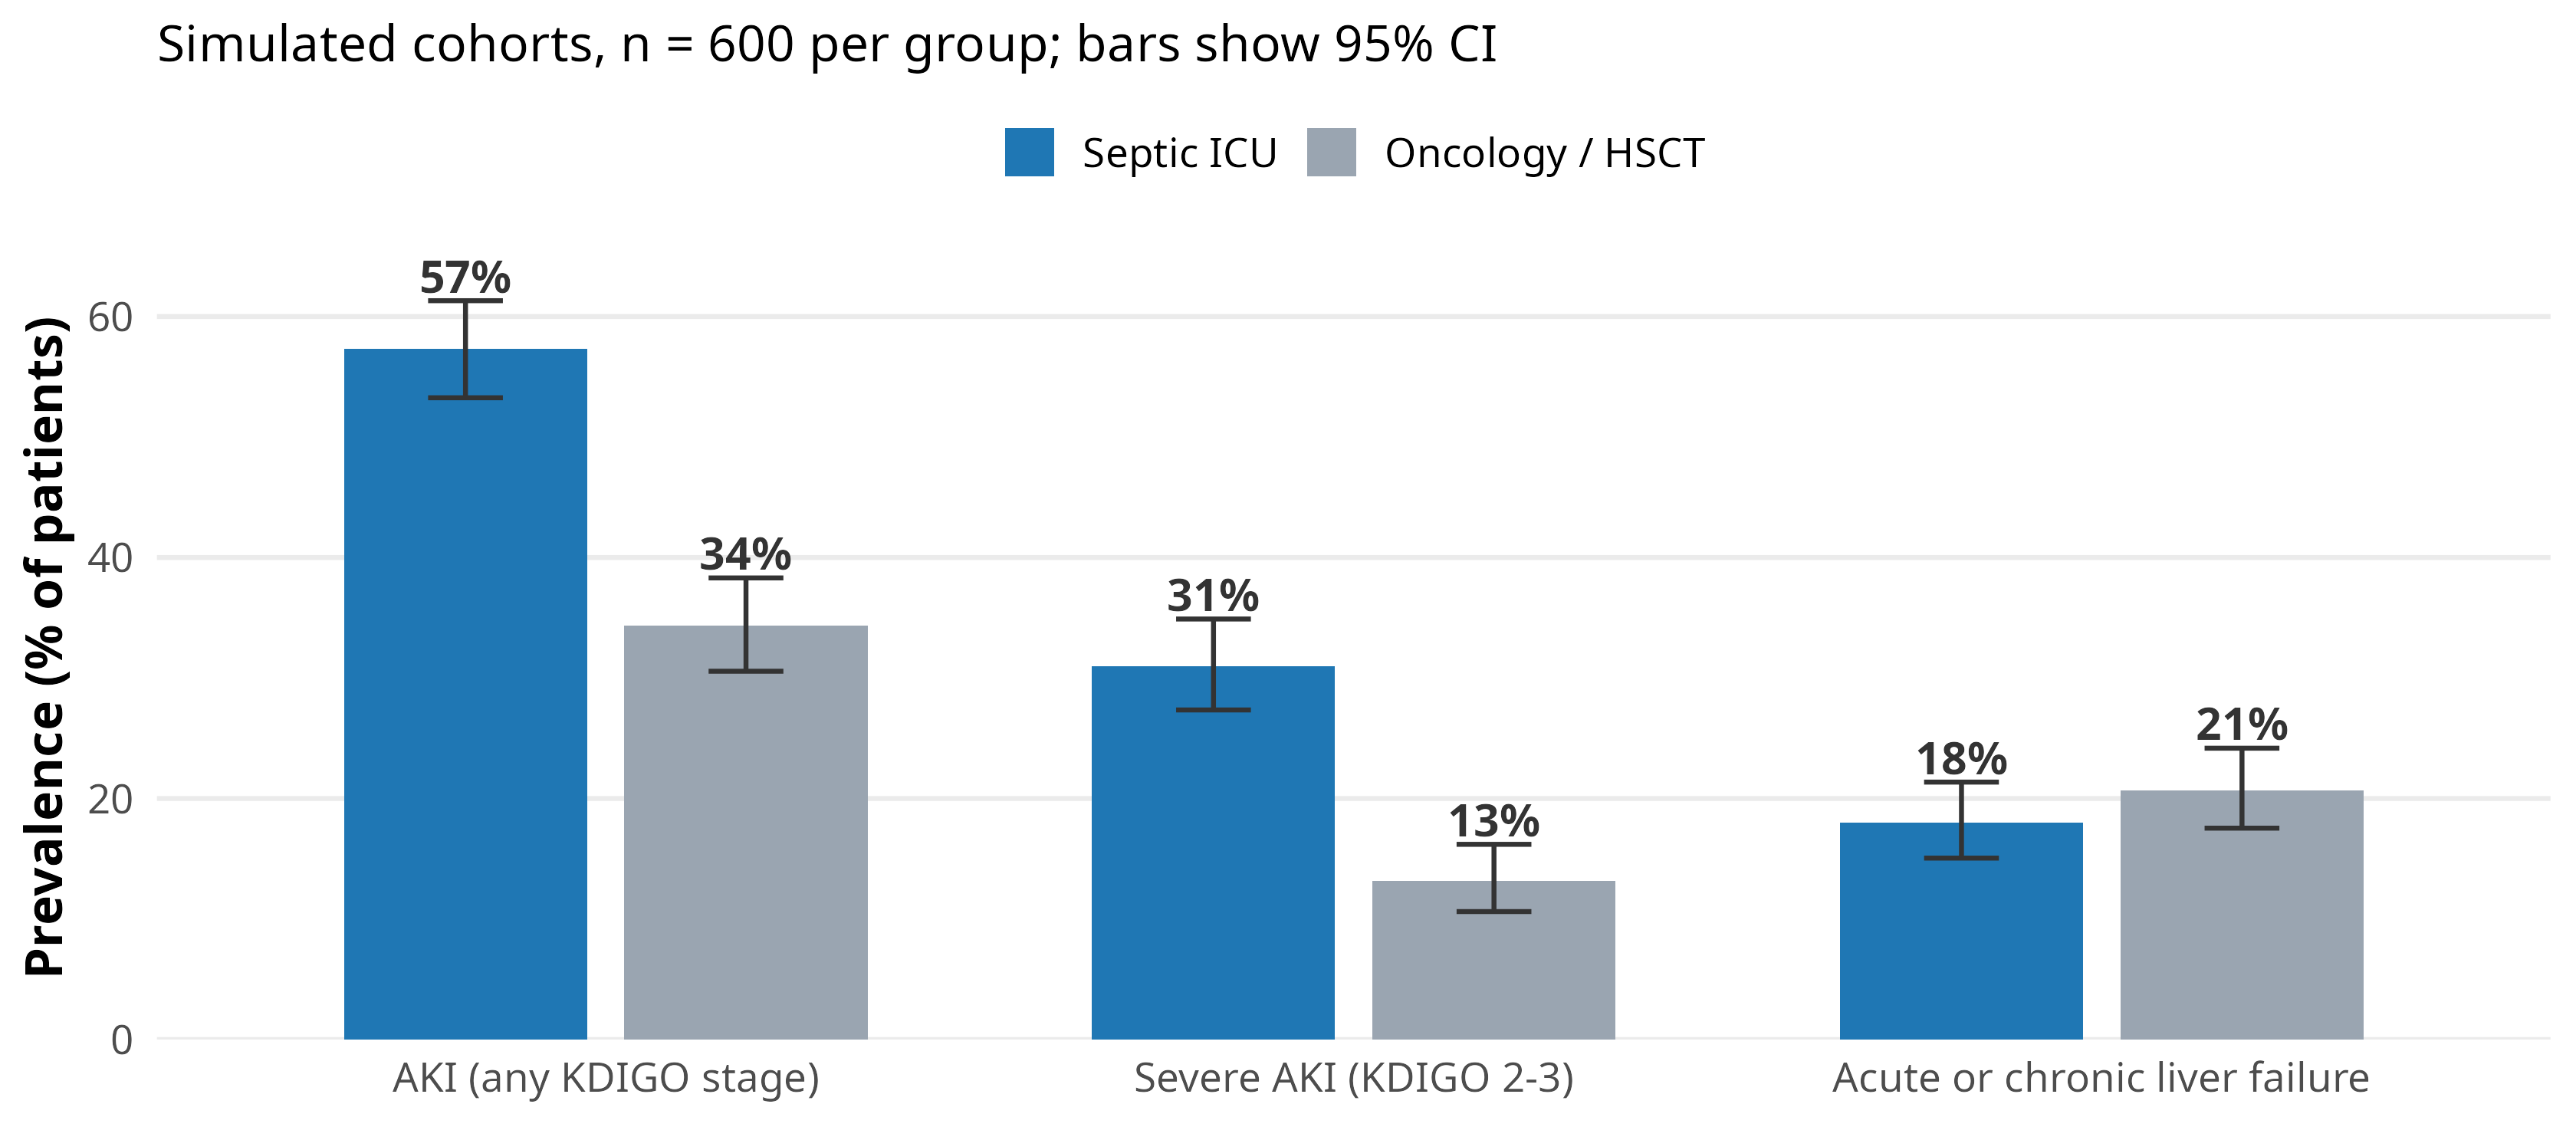 Simulated cohorts, n = 600 per group; bars show 95% CI
Septic ICU
Oncology / HSCT
Prevalence (% of patients)
60
40
20
0
57%
34%
31%
13%
18%
21%
AKI (any KDIGO stage)
Severe AKI (KDIGO 2-3)
Acute or chronic liver failure